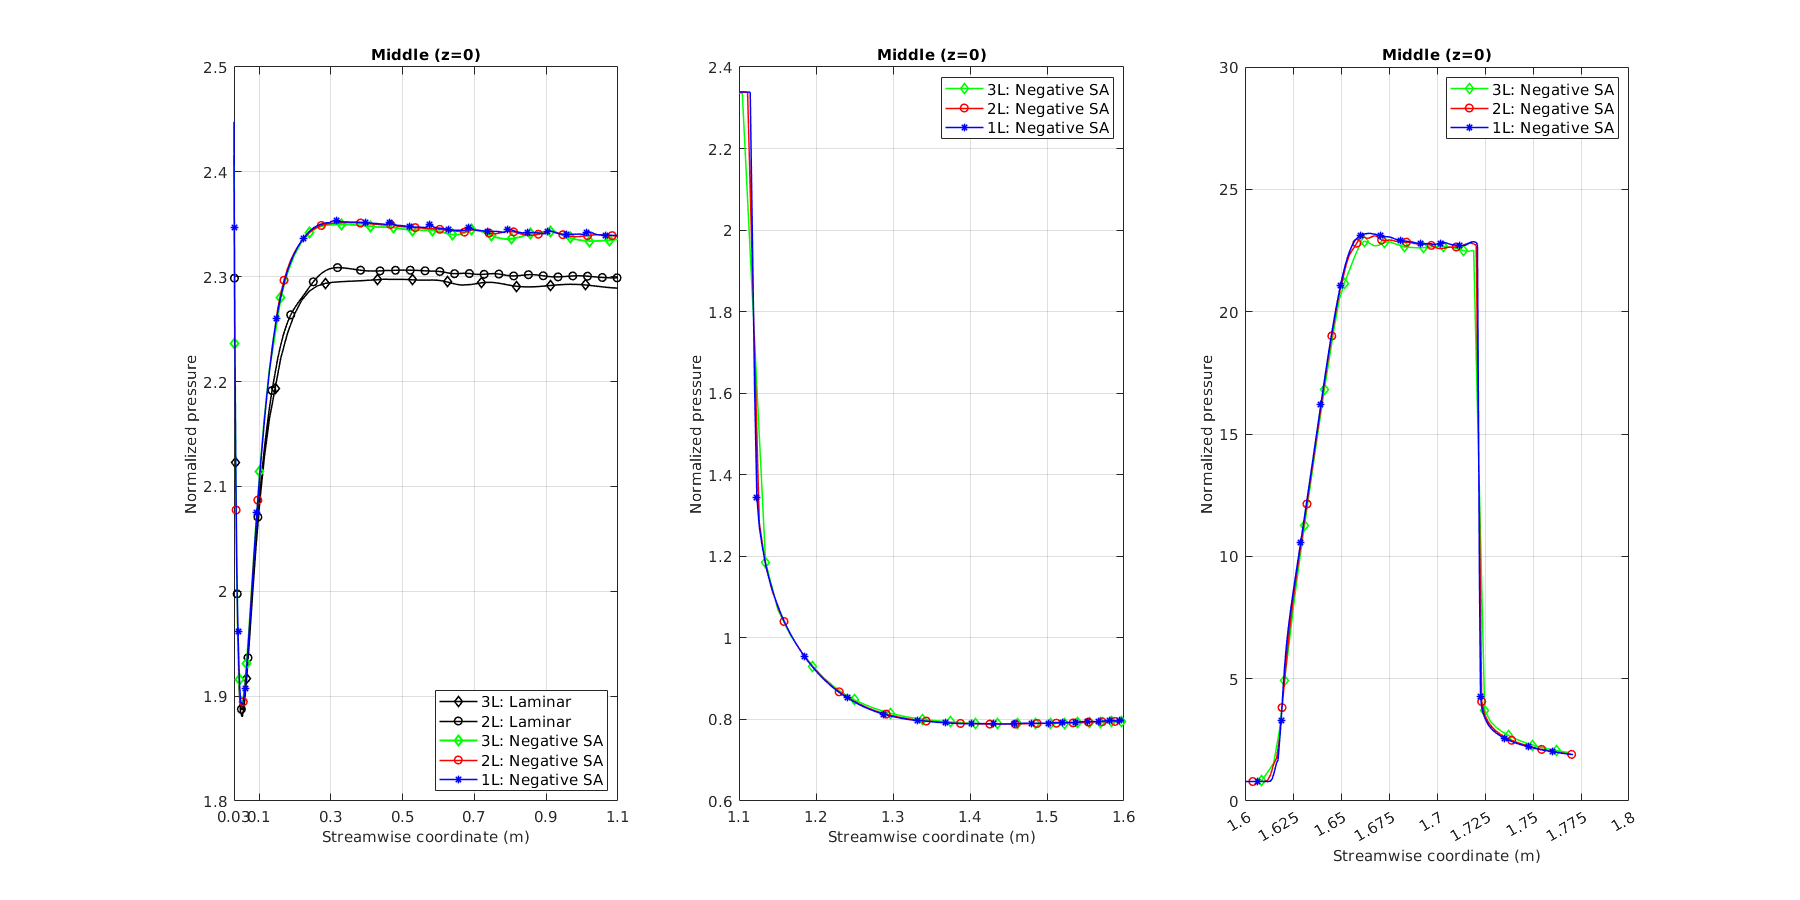 Middle (z=0)
Normalized pressure
2.5
2.4
2.3
2.2
2.1
2
1.9
1.8
3L: Laminar
2L: Laminar
3L: Negative SA
2L: Negative SA
1L: Negative SA
0.03 0.1 0.3 0.5 0.7 0.9 1.1
Streamwise coordinate (m)
Middle (z=0)
Normalized pressure
2.4
2.2
2
1.8
1.6
1.4
1.2
1
0.8
0.6
3L: Negative SA
2L: Negative SA
1L: Negative SA
1.1 1.2 1.3 1.4 1.5 1.6
Streamwise coordinate (m)
Middle (z=0)
Normalized pressure
30
25
20
15
10
5
0
3L: Negative SA
2L: Negative SA
1L: Negative SA
1.6 1.625 1.65 1.675 1.7 1.725 1.75 1.775 1.8
Streamwise coordinate (m)